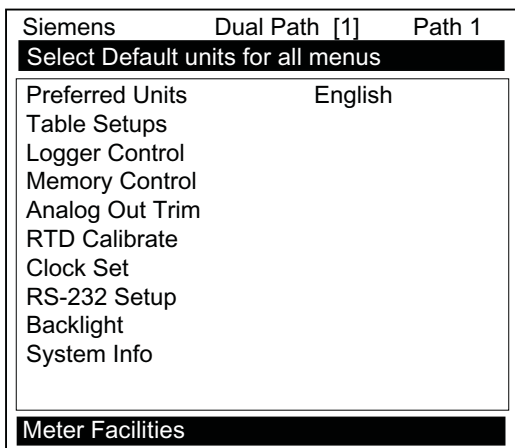 Siemens Dual Path [1] Path 1
Select Default units for all menus
Preferred Units English
Table Setups
Logger Control
Memory Control
Analog Out Trim
RTD Calibrate
Clock Set
RS-232 Setup
Backlight
System Info
Meter Facilities